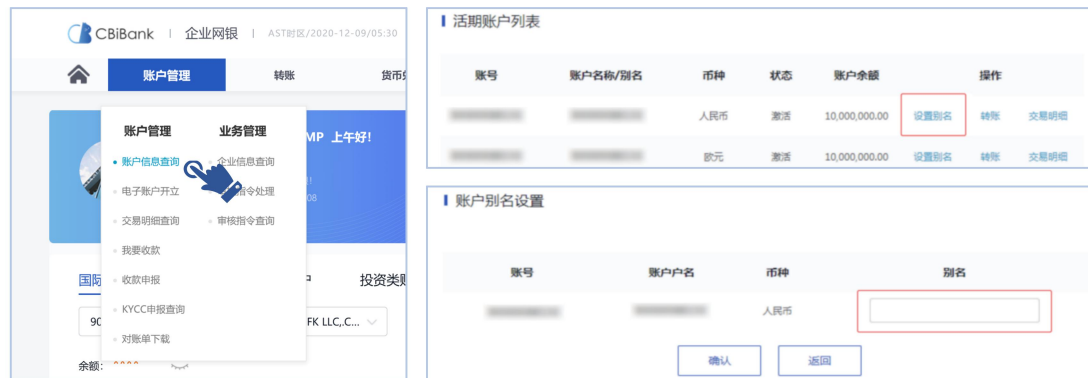 CBiBank | 企业网银 | AST时区/2020-12-09/05:30
账户管理 转账
账户管理 业务管理
MP 上午好!
账户信息查询 企业信息查询
电子账户开立 指令处理
08
交易明细查询 审核指令查询
我要收款
国际 收款申报 投资类
KYCC申报查询
90 FK LLC,.C...
对账单下载
余额:
活期账户列表
账号 账户名称/别名 币种 状态 账户余额 操作
人民币 激活 10,000,000.00 设置别名 转账 交易明细
欧元 激活 10,000,000.00 设置别名 转账 交易明细
账户别名设置
账号 账户户名 币种 别名
人民币
确认 返回